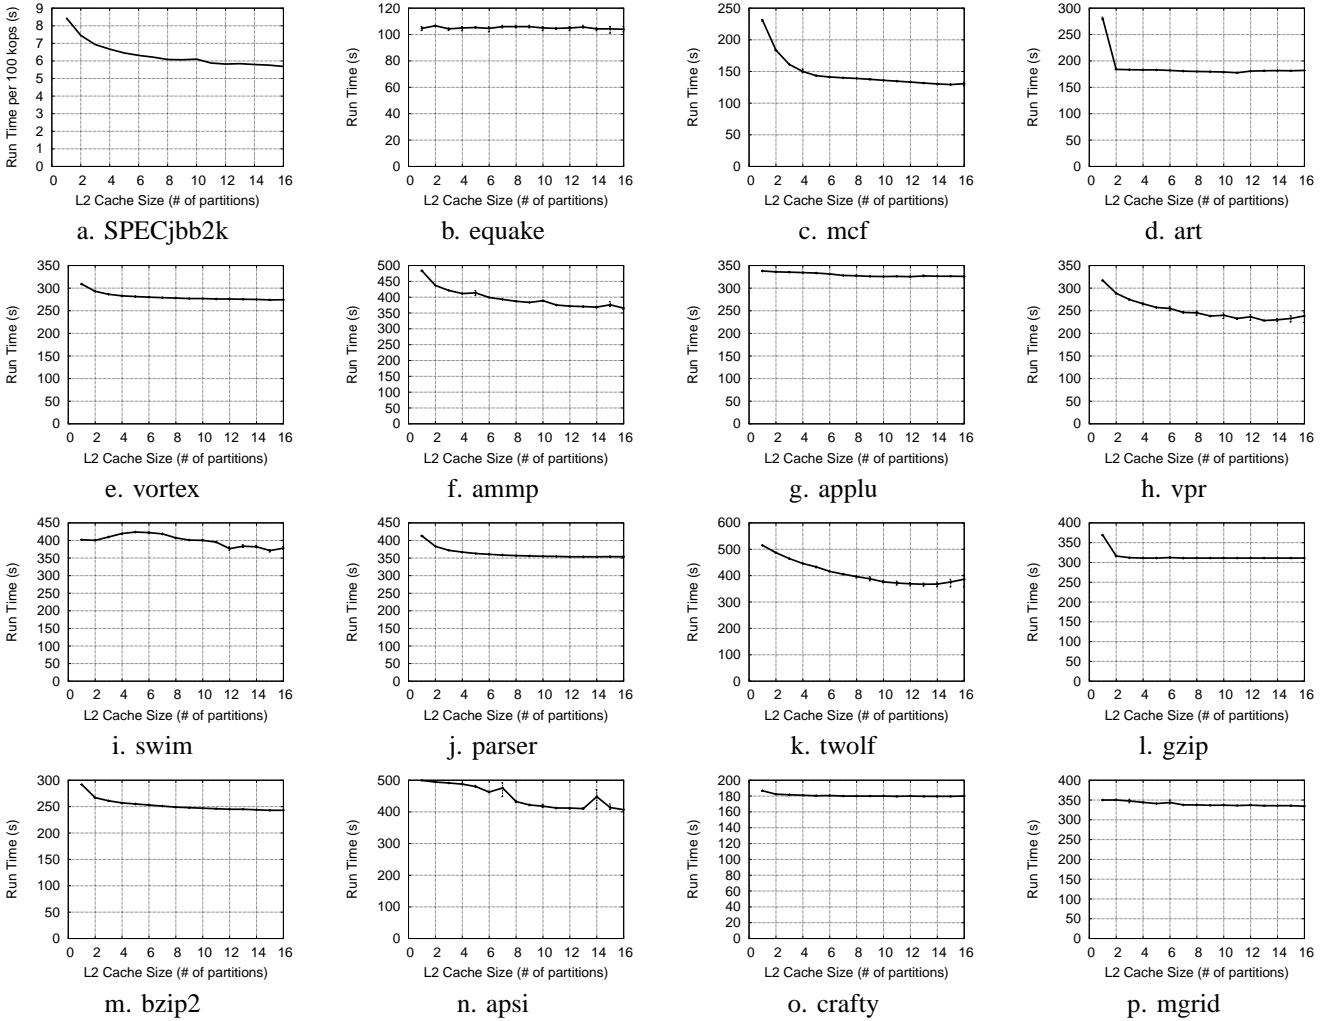 9
8
7
6
5
4
3
2
1
0
Run Time per 100 kops (s)
0 2 4 6 8 10 12 14 16
L2 Cache Size (# of partitions)
a. SPECjbb2k
120
100
80
60
40
20
0
Run Time (s)
0 2 4 6 8 10 12 14 16
L2 Cache Size (# of partitions)
b. equake
250
200
150
100
50
0
Run Time (s)
0 2 4 6 8 10 12 14 16
L2 Cache Size (# of partitions)
c. mcf
300
250
200
150
100
50
0
Run Time (s)
0 2 4 6 8 10 12 14 16
L2 Cache Size (# of partitions)
d. art
350
300
250
200
150
100
50
0
Run Time (s)
0 2 4 6 8 10 12 14 16
L2 Cache Size (# of partitions)
e. vortex
500
450
400
350
300
250
200
150
100
50
0
Run Time (s)
0 2 4 6 8 10 12 14 16
L2 Cache Size (# of partitions)
f. ammp
350
300
250
200
150
100
50
0
Run Time (s)
0 2 4 6 8 10 12 14 16
L2 Cache Size (# of partitions)
g. applu
350
300
250
200
150
100
50
0
Run Time (s)
0 2 4 6 8 10 12 14 16
L2 Cache Size (# of partitions)
h. vpr
450
400
350
300
250
200
150
100
50
0
Run Time (s)
0 2 4 6 8 10 12 14 16
L2 Cache Size (# of partitions)
i. swim
450
400
350
300
250
200
150
100
50
0
Run Time (s)
0 2 4 6 8 10 12 14 16
L2 Cache Size (# of partitions)
j. parser
600
500
400
300
200
100
0
Run Time (s)
0 2 4 6 8 10 12 14 16
L2 Cache Size (# of partitions)
k. twolf
400
350
300
250
200
150
100
50
0
Run Time (s)
0 2 4 6 8 10 12 14 16
L2 Cache Size (# of partitions)
l. gzip
300
250
200
150
100
50
0
Run Time (s)
0 2 4 6 8 10 12 14 16
L2 Cache Size (# of partitions)
m. bzip2
500
400
300
200
100
0
Run Time (s)
0 2 4 6 8 10 12 14 16
L2 Cache Size (# of partitions)
n. apsi
200
180
160
140
120
100
80
60
40
20
0
Run Time (s)
0 2 4 6 8 10 12 14 16
L2 Cache Size (# of partitions)
o. crafty
400
350
300
250
200
150
100
50
0
Run Time (s)
0 2 4 6 8 10 12 14 16
L2 Cache Size (# of partitions)
p. mgrid